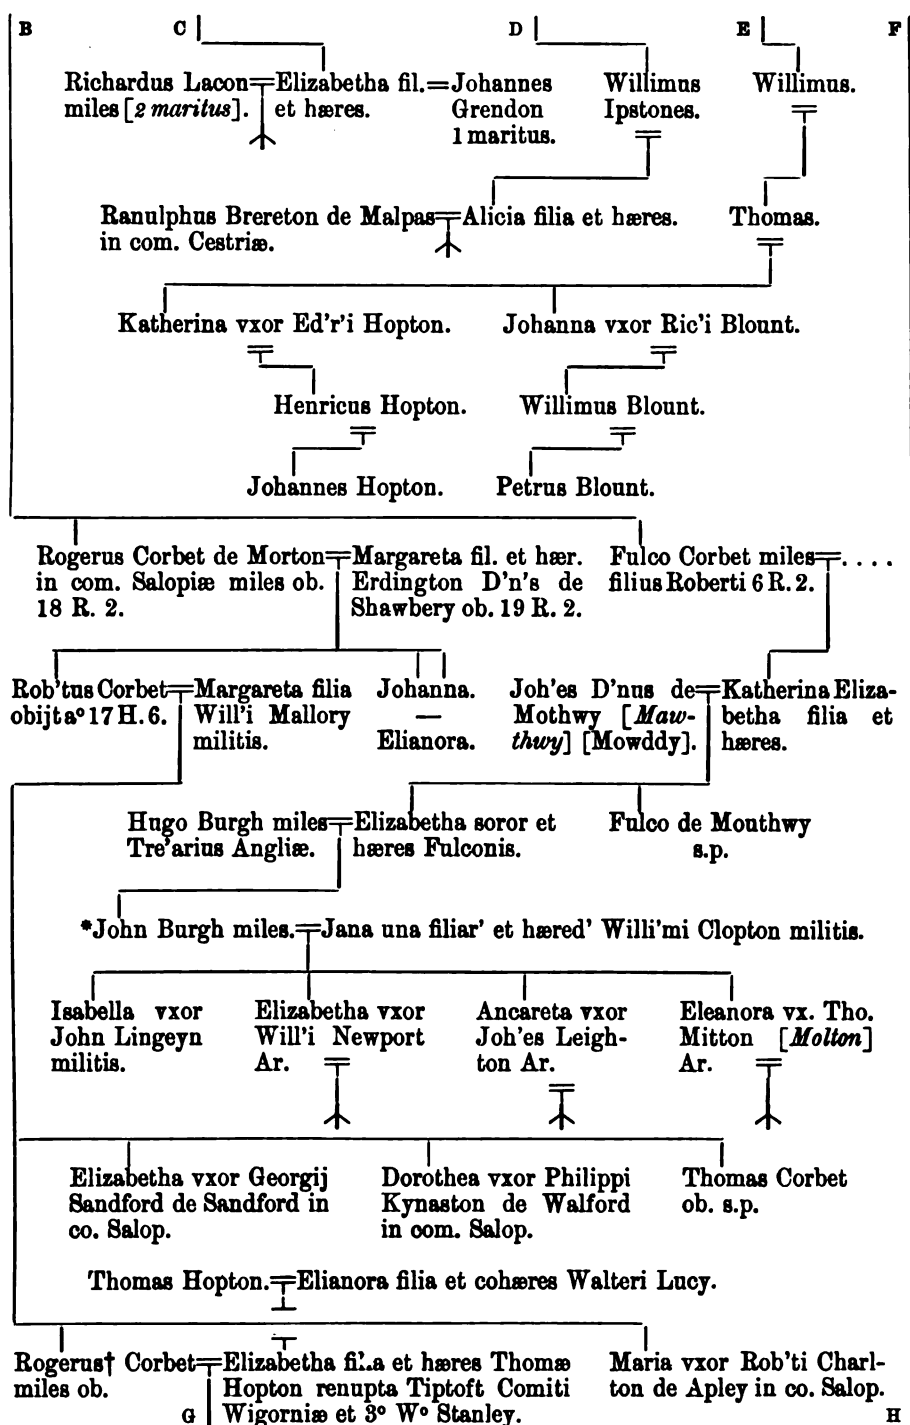 B C D E F
Richardus Lacon=Elizabetha fil.=Johannes Willimus Willimus.
miles [2 maritus]. et hæres. Grendon Ipstones.
1 maritus.
Ranulphus Brereton de Malpas=Alicia filia et hæres. Thomas.
in com. Cestriæ.
Katherina vxor Ed'r'i Hopton. Johanna vxor Ric'i Blount.
Henricus Hopton. Willimus Blount.
Johannes Hopton. Petrus Blount.
Rogerus Corbet de Morton=Margareta fil. et hær. Fulco Corbet miles=....
in com. Salopiæ miles ob. Erdington D'n's de filius Roberti 6 R. 2.
18 R. 2. Shawbery ob. 19 R. 2.
Rob'tus Corbet=Margareta filia Johanna. Joh'es D'nus de=Katherina Eliza-
obijt aº 17 H. 6. Will'i Mallory — Mothwy [Maw- betha filia et
militis. Elianora. thwy] [Mowddy]. hæres.
Hugo Burgh miles=Elizabetha soror et Fulco de Mouthwy
Tre'arius Angliæ. hæres Fulconis. s.p.
*John Burgh miles.=Jana una filiar' et hæred' Willi'mi Clopton militis.
Isabella vxor Elizabetha vxor Ancareta vxor Eleanora vx. Tho.
John Lingeyn Will'i Newport Joh'es Leigh- Mitton [Molton]
militis. Ar. ton Ar. Ar.
Elizabetha vxor Georgij Dorothea vxor Philippi Thomas Corbet
Sandford de Sandford in Kynaston de Walford ob. s.p.
co. Salop. in com. Salop.
Thomas Hopton.=Elianora filia et cohæres Walteri Lucy.
Rogerus† Corbet=Elizabetha filia et hæres Thomæ Maria vxor Rob'ti Charl-
miles ob. Hopton renupta Tiptoft Comiti ton de Apley in co. Salop.
G Wigorniæ et 3º Wº Stanley. H